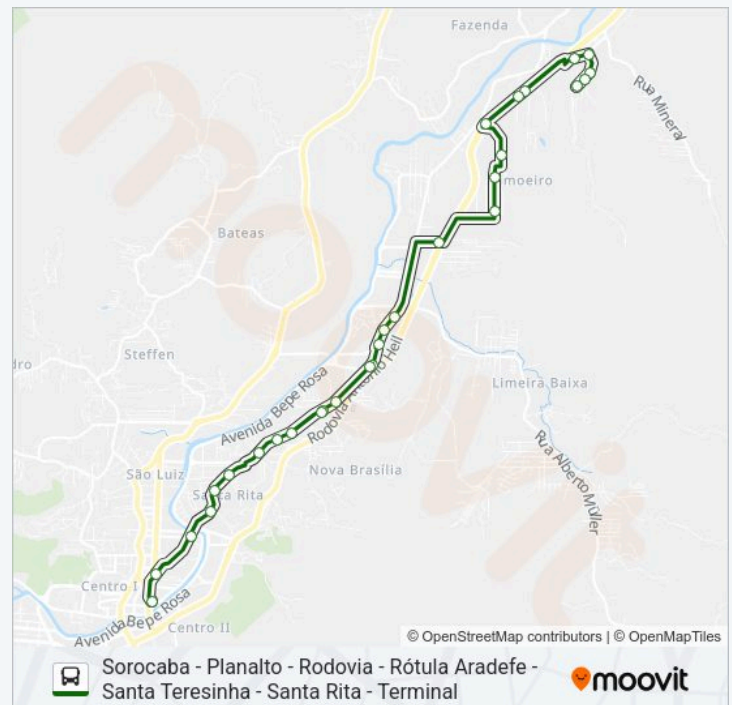 Fazenda
Rua Mineral
moeiro
Bateas
Steffen
dro
Limeira Baixa
Avenida Bepe Rosa
Rodovia Antônio Heil
Rua Alberto Müller
Nova Brasília
São Luiz
Santa Rita
Centro I
Avenida Bepe Rosa
Centro II
moovit
© OpenStreetMap contributors | © OpenMapTiles
Sorocaba - Planalto - Rodovia - Rótula Aradefe -
Santa Teresinha - Santa Rita - Terminal
moovit